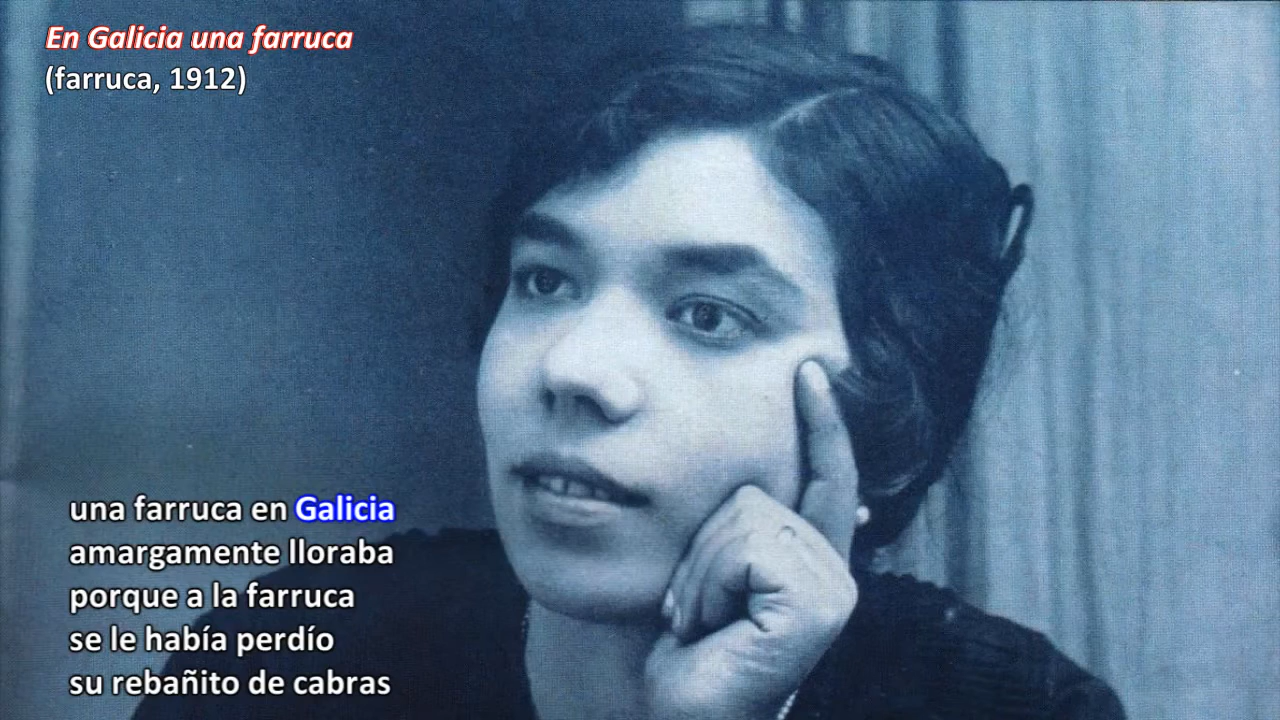 En Galicia una farruca
(farruca, 1912)
una farruca en Galicia
amargamente lloraba
porque a la farruca
se le había perdío
su rebañito de cabras